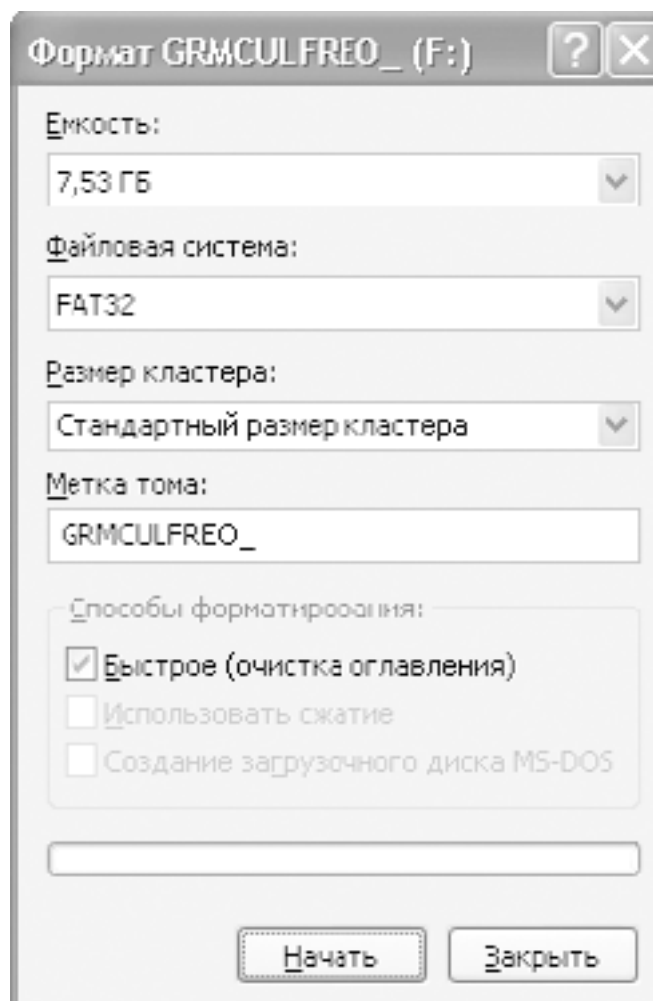 Формат GRMCULFREO_ (F:)
Емкость:
7,53 ГБ
Файловая система:
FAT32
Размер кластера:
Стандартный размер кластера
Метка тома:
GRMCULFREO_
Способы форматирования:
Быстрое (очистка оглавления)
Использовать сжатие
Создание загрузочного диска MS-DOS
Начать Закрыть